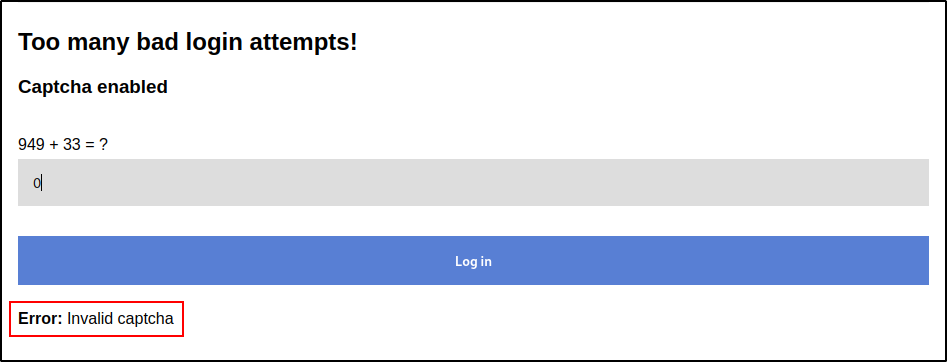 Too many bad login attempts!
Captcha enabled
949 + 33 = ?
0
Log in
Error: Invalid captcha